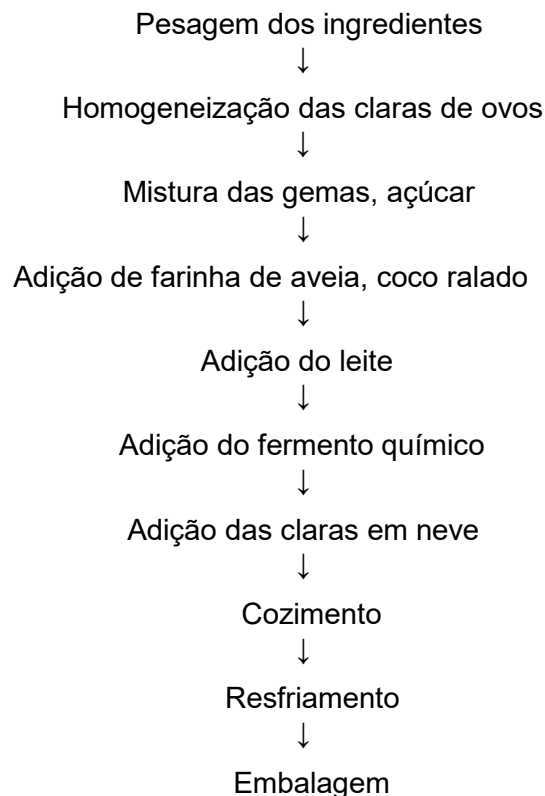 Pesagem dos ingredientes
↓
Homogeneização das claras de ovos
↓
Mistura das gemas, açúcar
↓
Adição de farinha de aveia, coco ralado
↓
Adição do leite
↓
Adição do fermento químico
↓
Adição das claras em neve
↓
Cozimento
↓
Resfriamento
↓
Embalagem